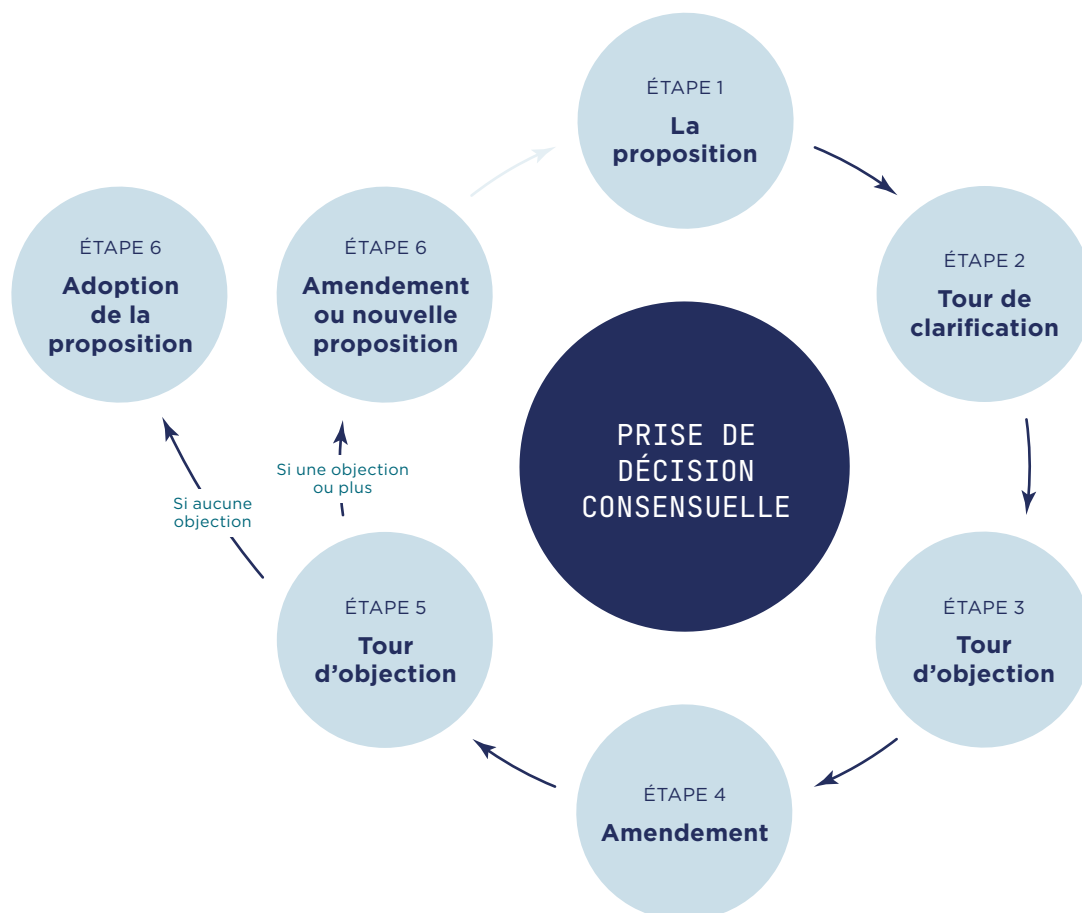 ÉTAPE 1
La
proposition
ÉTAPE 2
Tour de
clarification
ÉTAPE 3
Tour
d’objection
ÉTAPE 4
Amendement
ÉTAPE 5
Tour
d’objection
Si une objection
ou plus
ÉTAPE 6
Amendement
ou nouvelle
proposition
Si aucune
objection
ÉTAPE 6
Adoption
de la
proposition
PRISE DE
DÉCISION
CONSENSUELLE